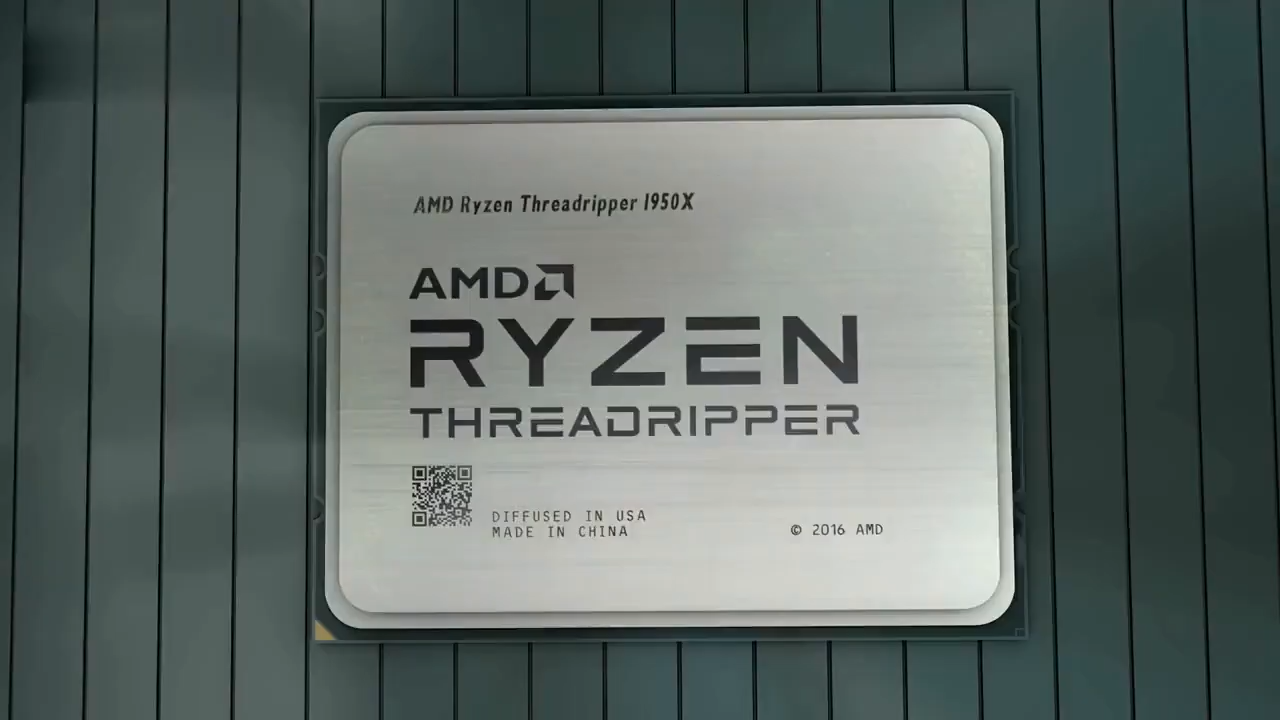 AMD Ryzen Threadripper 1950X
AMD
RYZEN
THREADRIPPER
DIFFUSED IN USA
MADE IN CHINA
© 2016 AMD